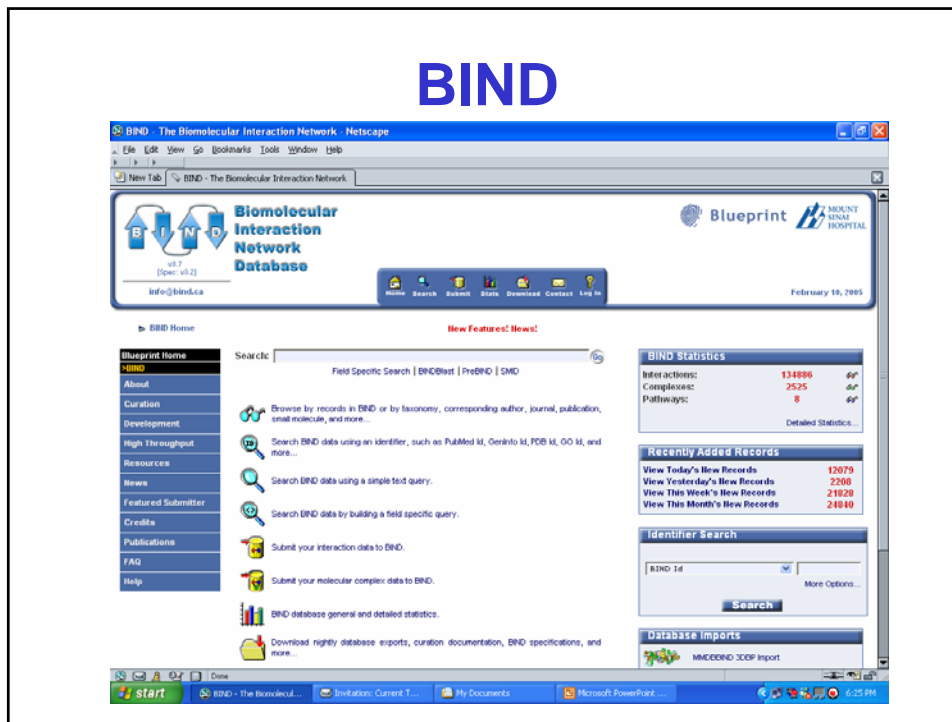 BIND
BIND - The Biomolecular Interaction Network - Netscape
File Edit View Go Bookmarks Tools Window Help
New Tab BIND - The Biomolecular Interaction Network
B I N D
Biomolecular
Interaction
Network
Database
v3.7
[Spec: v3.2]
info@bind.ca
Blueprint
MOUNT
SINAI
HOSPITAL
Home Search Submit Stats Download Contact Log In
February 10, 2005
BIND Home
New Features! News!
Blueprint Home
>BIND
About
Curation
Development
High Throughput
Resources
News
Featured Submitter
Credits
Publications
FAQ
Help
Search: Go
Field Specific Search | BINDBlast | PreBIND | SMID
Browse by records in BIND or by taxonomy, corresponding author, journal, publication,
small molecule, and more...
Search BIND data using an identifier, such as PubMed Id, GenInfo Id, PDB Id, GO Id, and
more...
Search BIND data using a simple text query.
Search BIND data by building a field specific query.
Submit your interaction data to BIND.
Submit your molecular complex data to BIND.
BIND database general and detailed statistics.
Download nightly database exports, curation documentation, BIND specifications, and
more...
BIND Statistics
Interactions: 134886
Complexes: 2525
Pathways: 8
Detailed Statistics...
Recently Added Records
View Today's New Records 12079
View Yesterday's New Records 2208
View This Week's New Records 21820
View This Month's New Records 24840
Identifier Search
BIND Id
More Options...
Search
Database Imports
MMDBBIND 3DBP Import
Done
start BIND - The Biomolecul... Invitation: Current T... My Documents Microsoft PowerPoint ... 6:25 PM